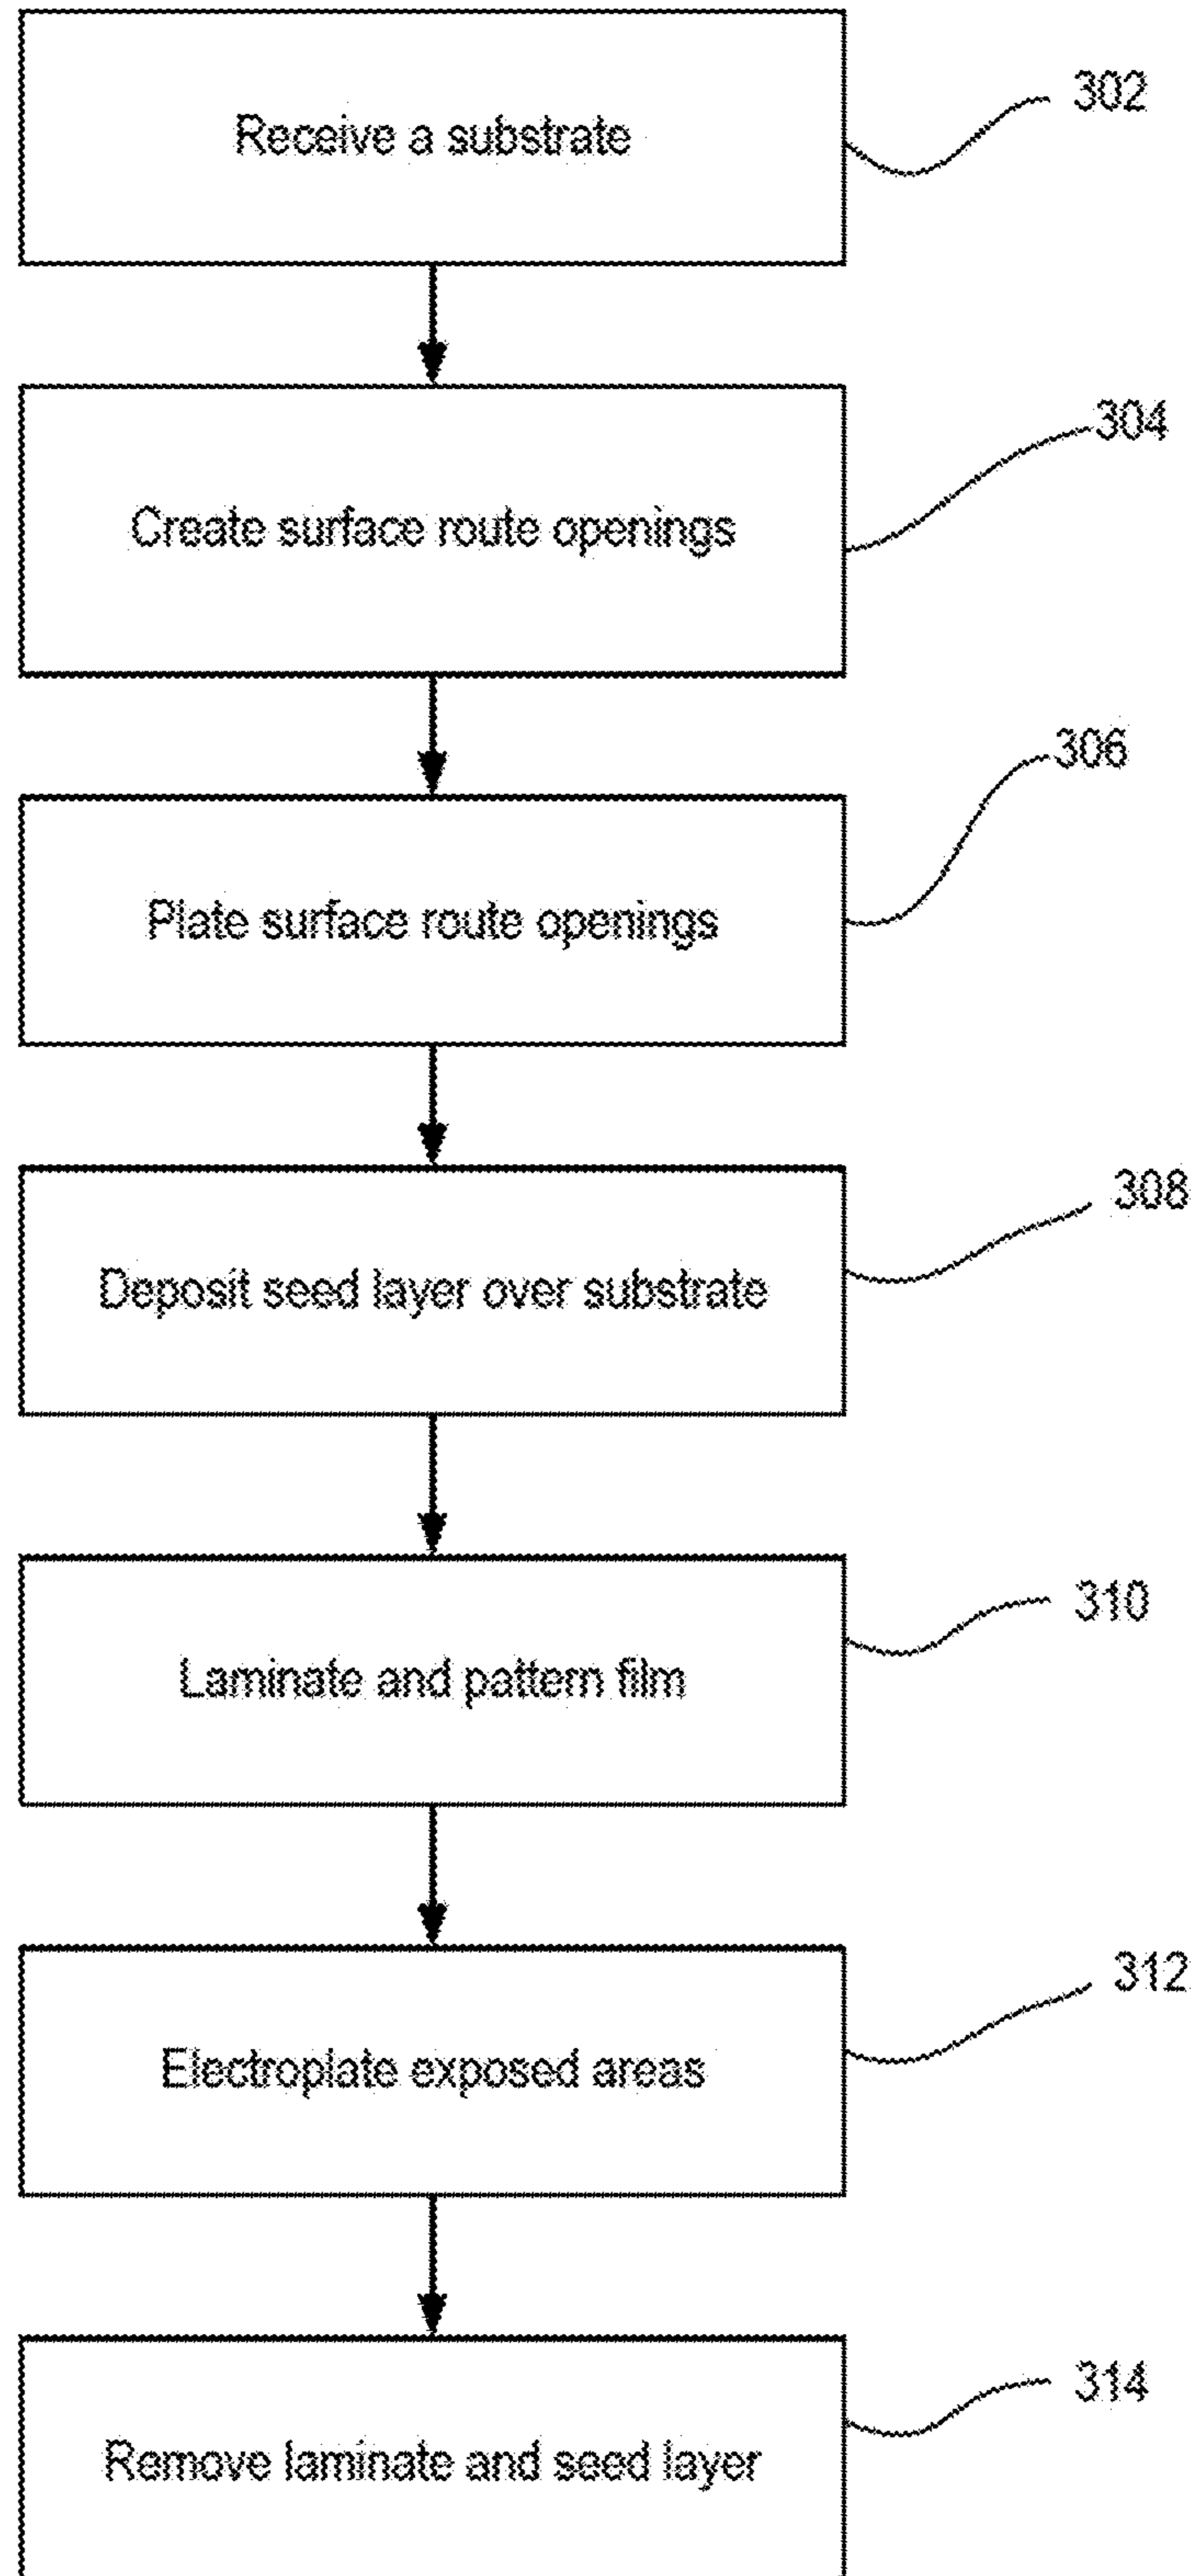 Receive a substrate
302
Create surface route openings
304
Plate surface route openings
306
Deposit seed layer over substrate
308
Laminate and pattern film
310
Electroplate exposed areas
312
Remove laminate and seed layer
314